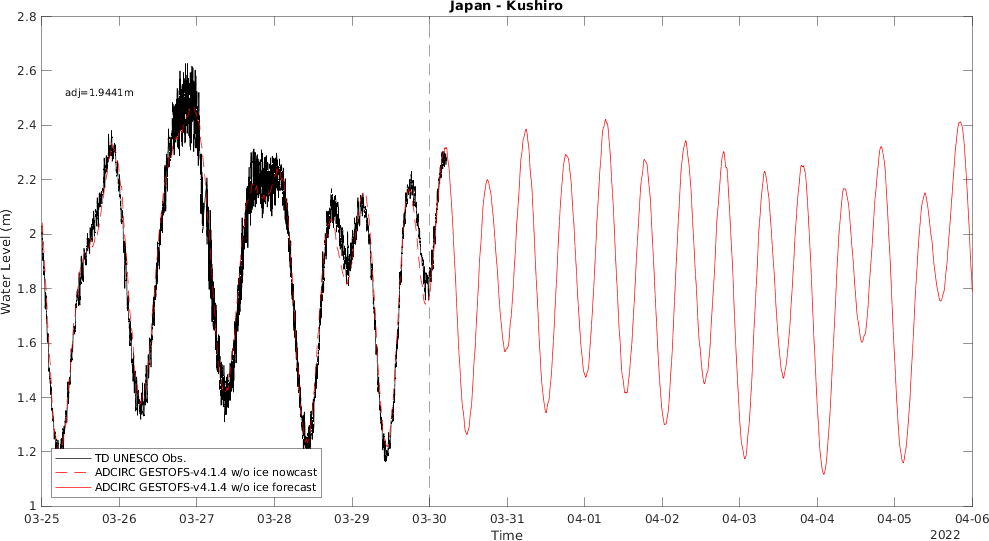 Japan - Kushiro
2.8
2.6
adj=1.9441m
2.4
2.2
2
1.8
1.6
1.4
1.2
1
Water Level (m)
TD UNESCO Obs.
ADCIRC GESTOFS-v4.1.4 w/o ice nowcast
ADCIRC GESTOFS-v4.1.4 w/o ice forecast
03-25 03-26 03-27 03-28 03-29 03-30 03-31 04-01 04-02 04-03 04-04 04-05 04-06
Time
2022